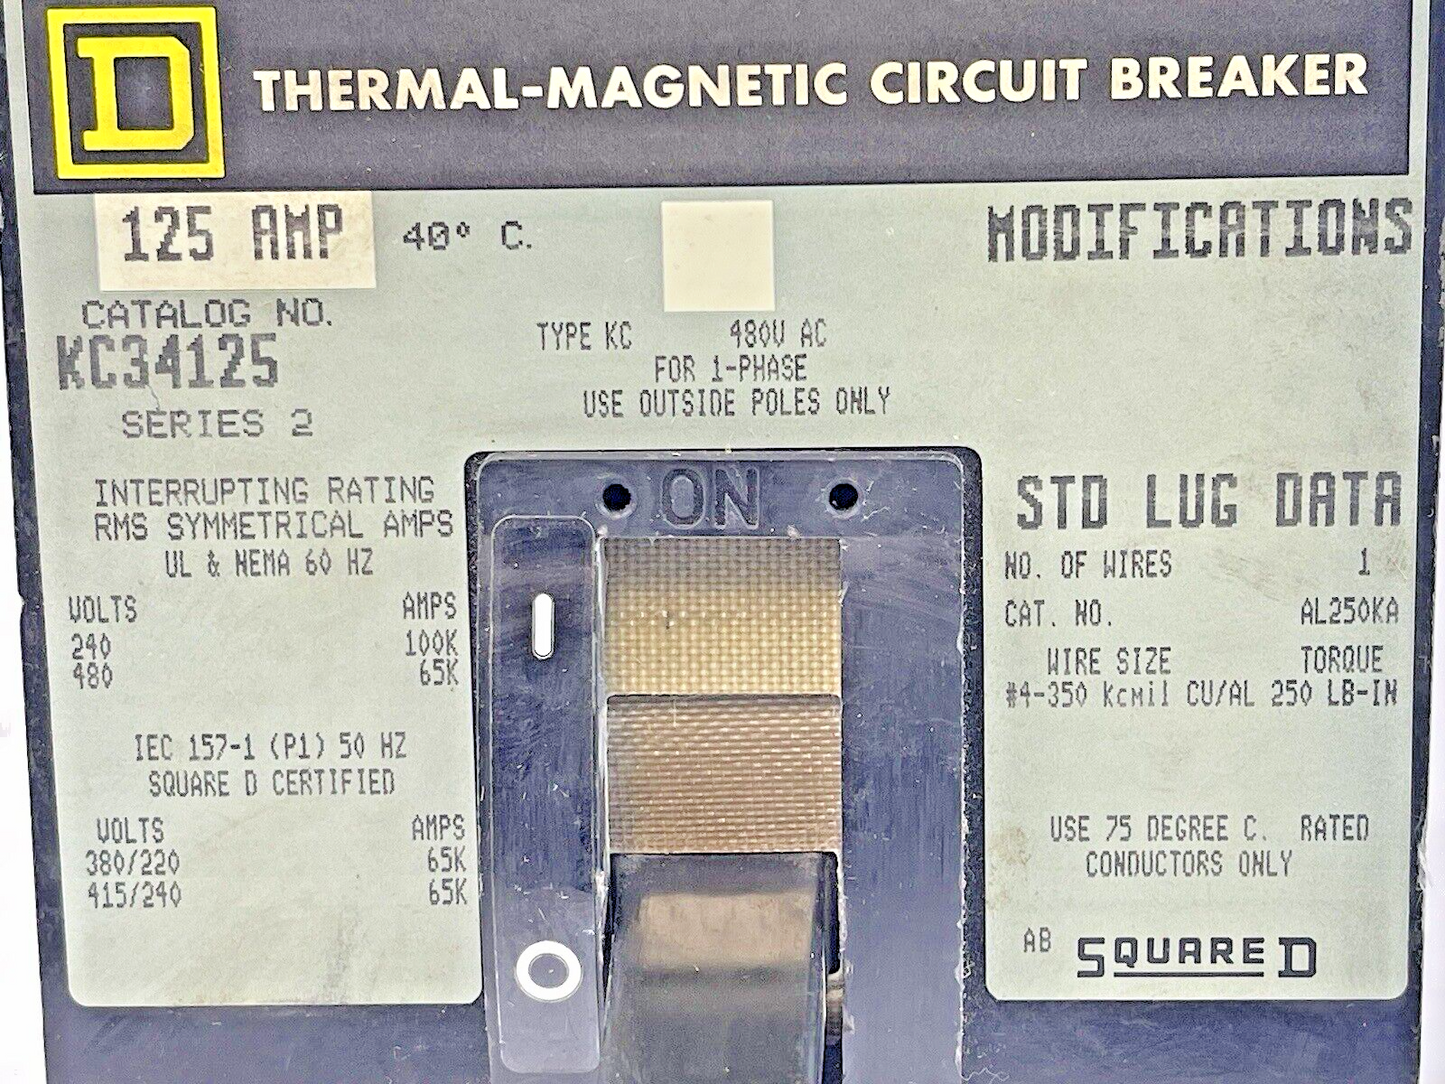 D THERMAL-MAGNETIC CIRCUIT BREAKER
125 AMP 40° C.
CATALOG NO.
KC34125
SERIES 2
INTERRUPTING RATING
RMS SYMMETRICAL AMPS
UL & NEMA 60 HZ
VOLTS AMPS
240 100K
480 65K
IEC 157-1 (P1) 50 HZ
SQUARE D CERTIFIED
VOLTS AMPS
380/220 65K
415/240 65K
TYPE KC 480V AC
FOR 1-PHASE
USE OUTSIDE POLES ONLY
ON
I
O
MODIFICATIONS
STD LUG DATA
NO. OF WIRES 1
CAT. NO. AL250KA
WIRE SIZE TORQUE
#4-350 kcmil CU/AL 250 LB-IN
USE 75 DEGREE C. RATED
CONDUCTORS ONLY
AB SQUARE D